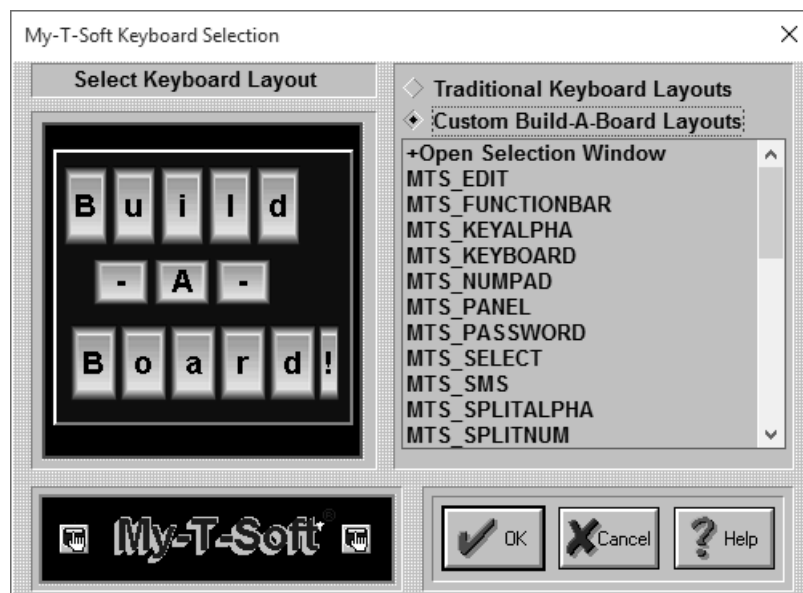 My-T-Soft Keyboard Selection
Select Keyboard Layout
Build
-A-
Board!
Traditional Keyboard Layouts
Custom Build-A-Board Layouts
+Open Selection Window
MTS_EDIT
MTS_FUNCTIONBAR
MTS_KEYALPHA
MTS_KEYBOARD
MTS_NUMPAD
MTS_PANEL
MTS_PASSWORD
MTS_SELECT
MTS_SMS
MTS_SPLITALPHA
MTS_SPLITNUM
My-T-Soft®
OK
Cancel
Help